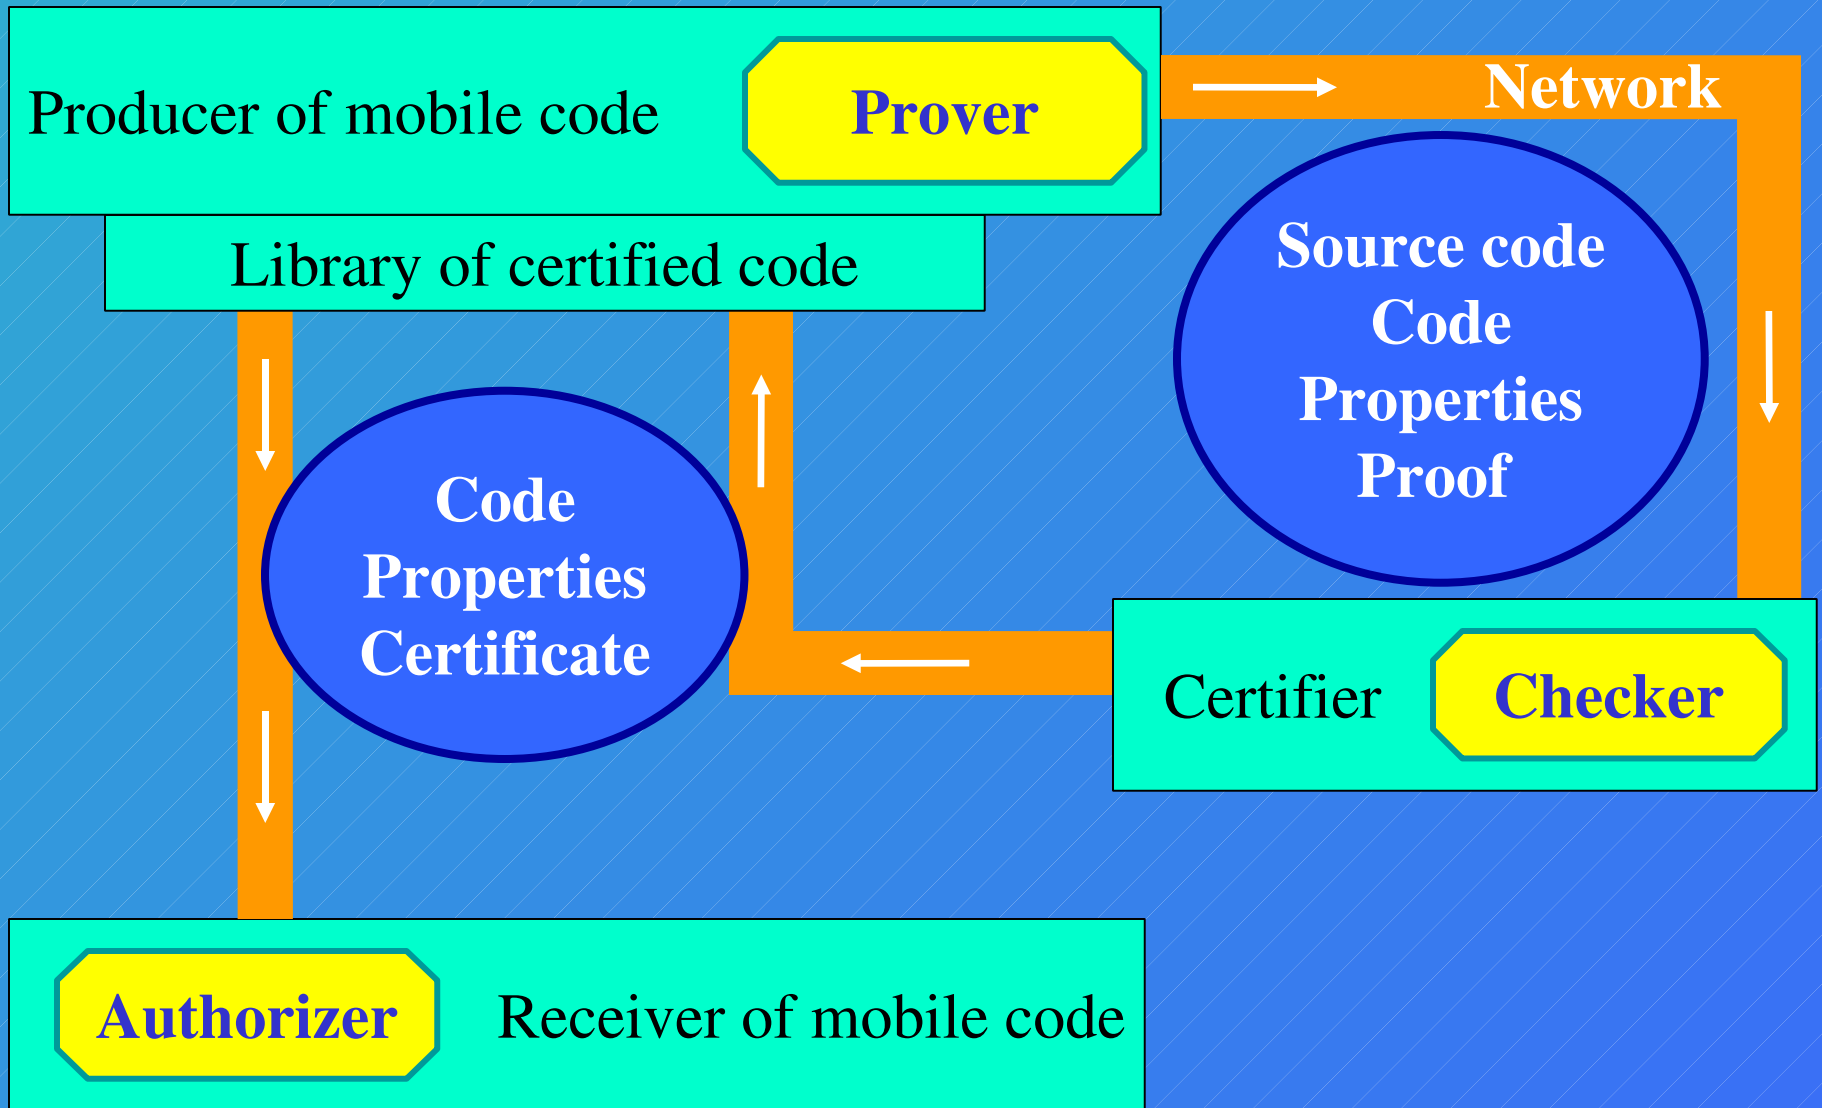 Producer of mobile code
Prover
Network
Library of certified code
Source code
Code
Properties
Proof
Code
Properties
Certificate
Certifier
Checker
Authorizer
Receiver of mobile code